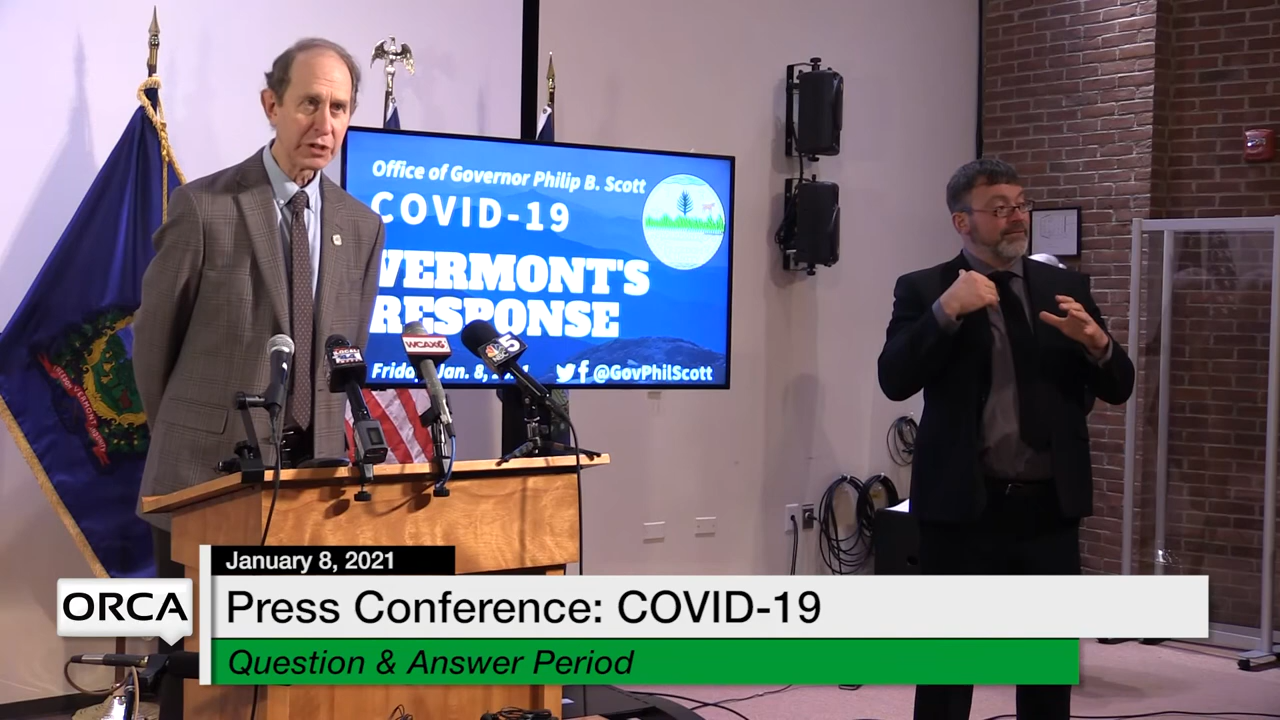 Office of Governor Philip B. Scott
COVID-19
VERMONT'S
RESPONSE
Friday, Jan. 8,
@GovPhilScott
WCAX
5
January 8, 2021
ORCA
Press Conference: COVID-19
Question & Answer Period